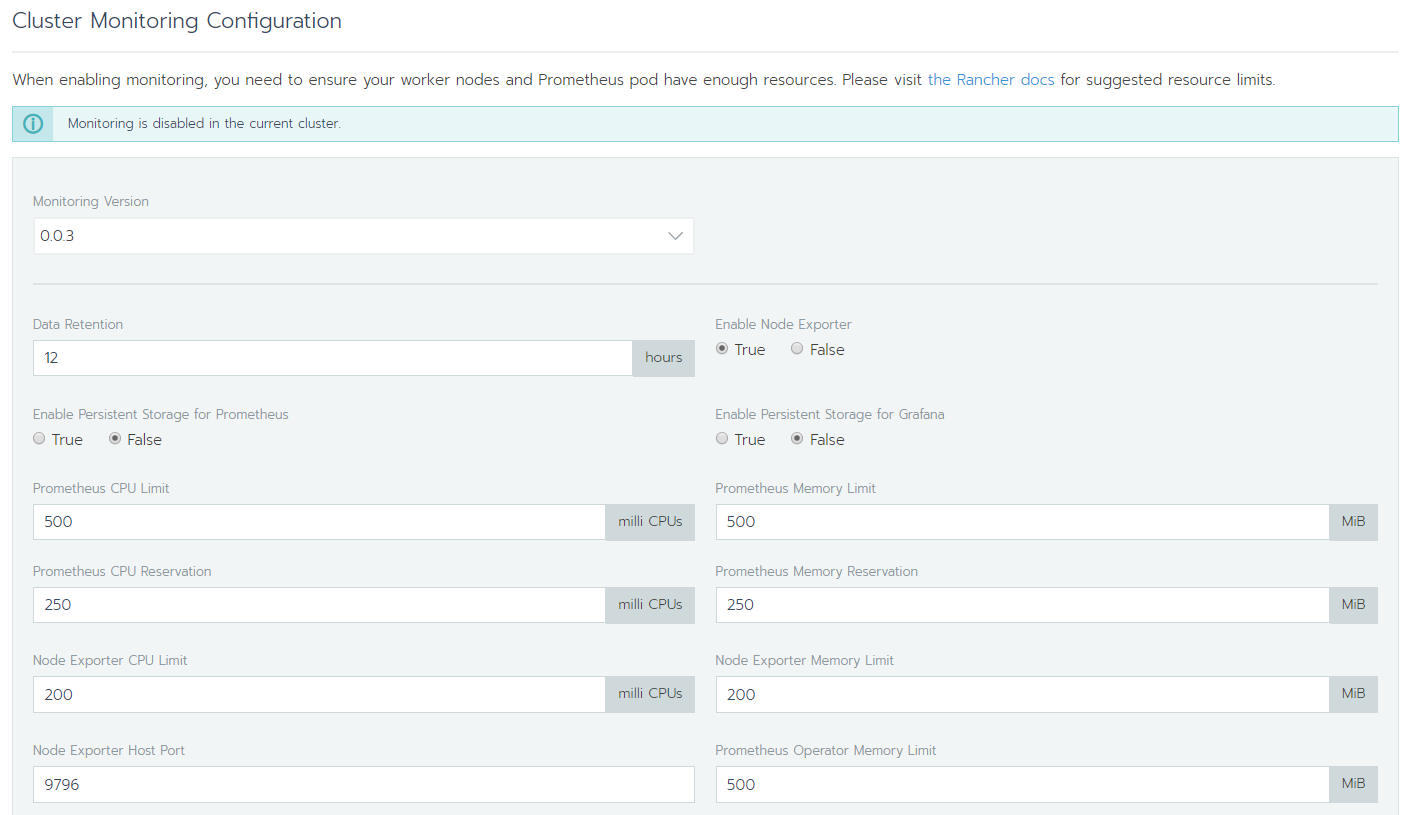 Cluster Monitoring Configuration
When enabling monitoring, you need to ensure your worker nodes and Prometheus pod have enough resources. Please visit the Rancher docs for suggested resource limits.
Monitoring is disabled in the current cluster.
Monitoring Version
0.0.3
Data Retention
Enable Node Exporter
12 hours
True False
Enable Persistent Storage for Prometheus
Enable Persistent Storage for Grafana
True False
True False
Prometheus CPU Limit
Prometheus Memory Limit
500 milli CPUs
500 MiB
Prometheus CPU Reservation
Prometheus Memory Reservation
250 milli CPUs
250 MiB
Node Exporter CPU Limit
Node Exporter Memory Limit
200 milli CPUs
200 MiB
Node Exporter Host Port
Prometheus Operator Memory Limit
9796
500 MiB